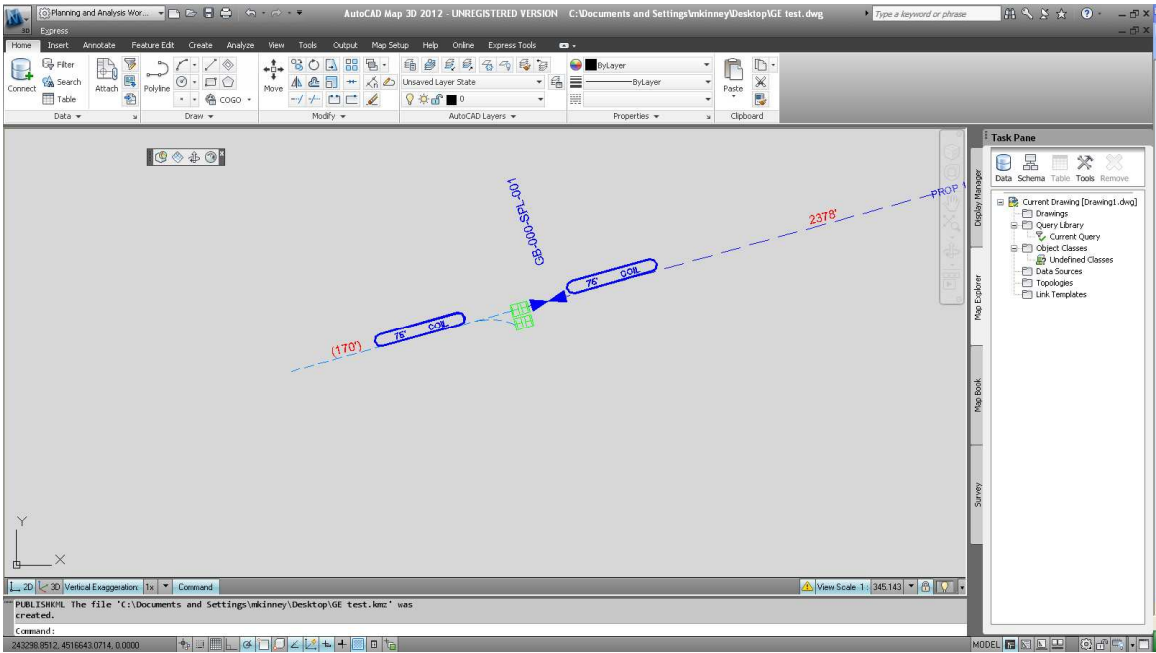 Planning and Analysis Wor...
AutoCAD Map 3D 2012 - UNREGISTERED VERSION C:\Documents and Settings\mkinney\Desktop\GE test.dwg
Type a keyword or phrase
3D
Express
Home Insert Annotate Feature Edit Create Analyze View Tools Output Map Setup Help Online Express Tools
Connect
Filter
Search
Table
Attach
Polyline
COGO
Move
Unsaved Layer State
0
ByLayer
ByLayer
Paste
Data Draw Modify AutoCAD Layers Properties Clipboard
GB-000-SPL-001
PROP 1
2378'
75' COIL
75' COIL
(170')
Y
X
Task Pane
Data Schema Table Tools Remove
Display Manager
Map Explorer
Map Book
Survey
Current Drawing [Drawing1.dwg]
Drawings
Query Library
Current Query
Object Classes
Undefined Classes
Data Sources
Topologies
Link Templates
2D 3D Vertical Exaggeration: 1x Command
View Scale 1 : 345.143
PUBLISHKML The file 'C:\Documents and Settings\mkinney\Desktop\GE test.kmz' was
created.
Command:
243298.8512, 4516643.0714, 0.0000
MODEL